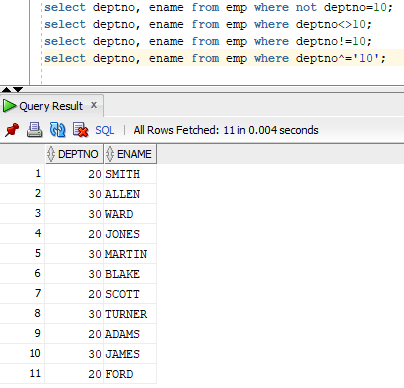 select deptno, ename from emp where not deptno=10;
select deptno, ename from emp where deptno<>10;
select deptno, ename from emp where deptno!=10;
select deptno, ename from emp where deptno^='10';
Query Result x
SQL | All Rows Fetched: 11 in 0.004 seconds
DEPTNO ENAME
1 20 SMITH
2 30 ALLEN
3 30 WARD
4 20 JONES
5 30 MARTIN
6 30 BLAKE
7 20 SCOTT
8 30 TURNER
9 20 ADAMS
10 30 JAMES
11 20 FORD